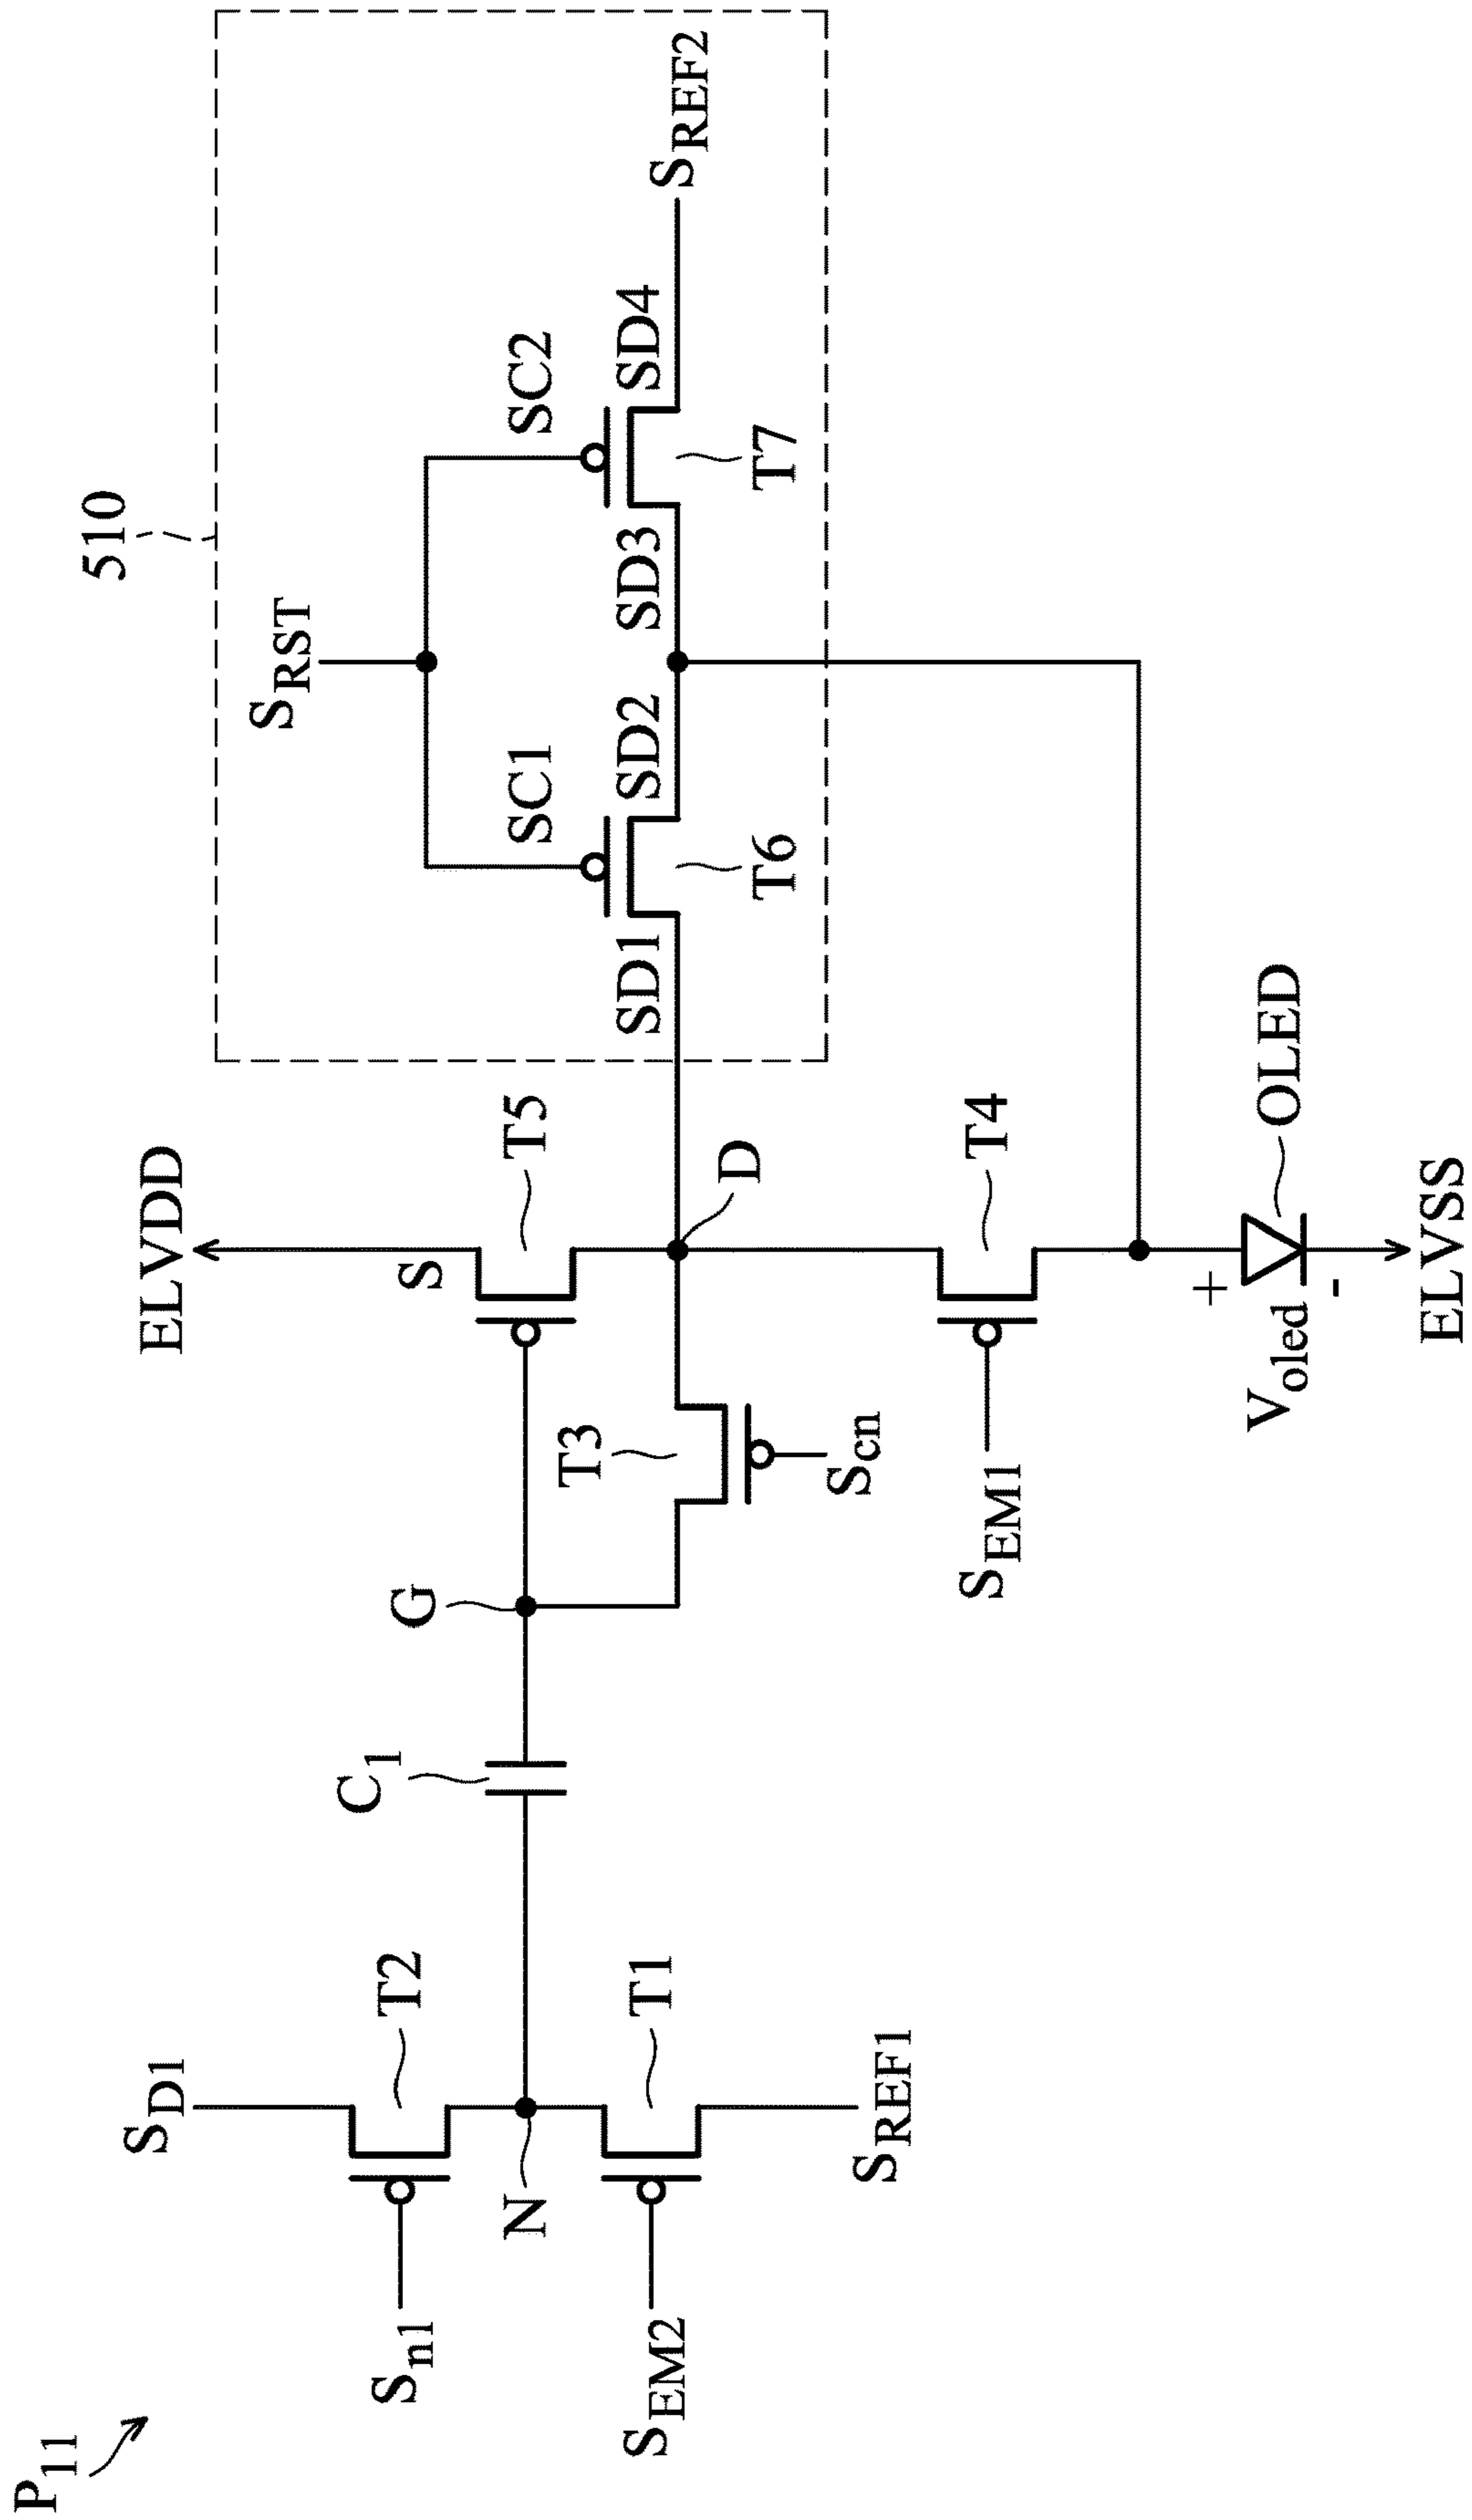 P11
SD1
Sn1
T2
N
SEM2
T1
SREF1
C1
G
T3
Scn
ELVDD
S
T5
D
SEM1
T4
Voled
+
-
OLED
ELVSS
510
SRST
SC1
SC2
SD1
SD2
SD3
SD4
T6
T7
SREF2